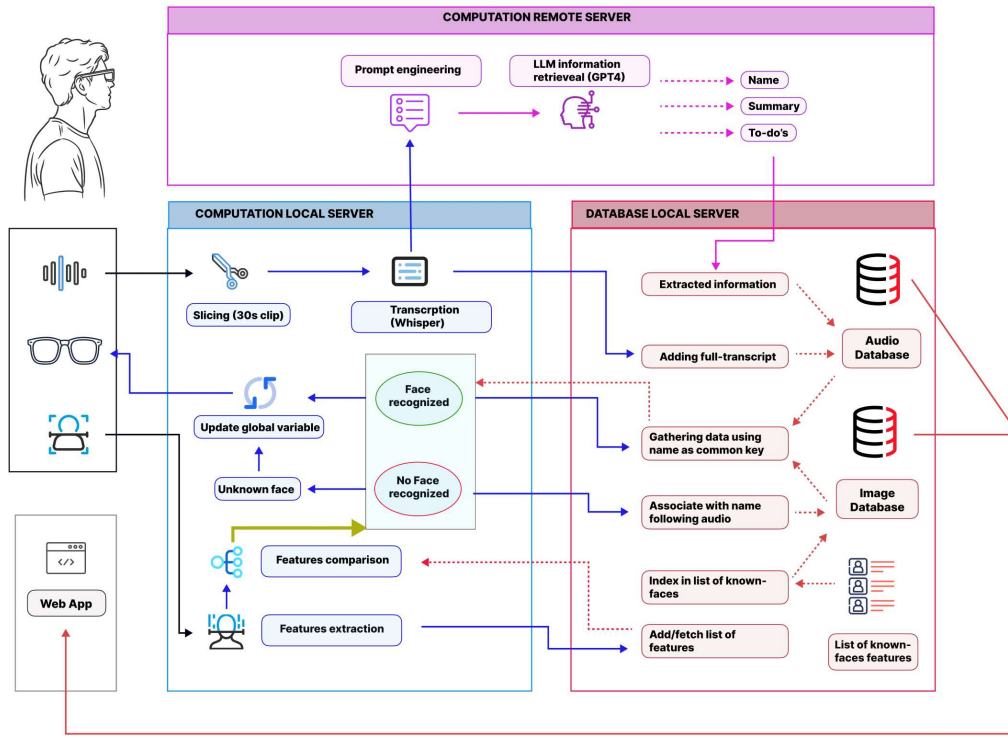 COMPUTATION REMOTE SERVER
Prompt engineering
LLM information
retrieveal (GPT4)
Name
Summary
To-do's
COMPUTATION LOCAL SERVER
Slicing (30s clip)
Transcrption
(Whisper)
Update global variable
Face
recognized
Unknown face
No Face
recognized
Features comparison
Features extraction
DATABASE LOCAL SERVER
Extracted information
Adding full-transcript
Audio
Database
Gathering data using
name as common key
Associate with name
following audio
Image
Database
Index in list of known-
faces
Add/fetch list of
features
List of known-
faces features
</>
Web App